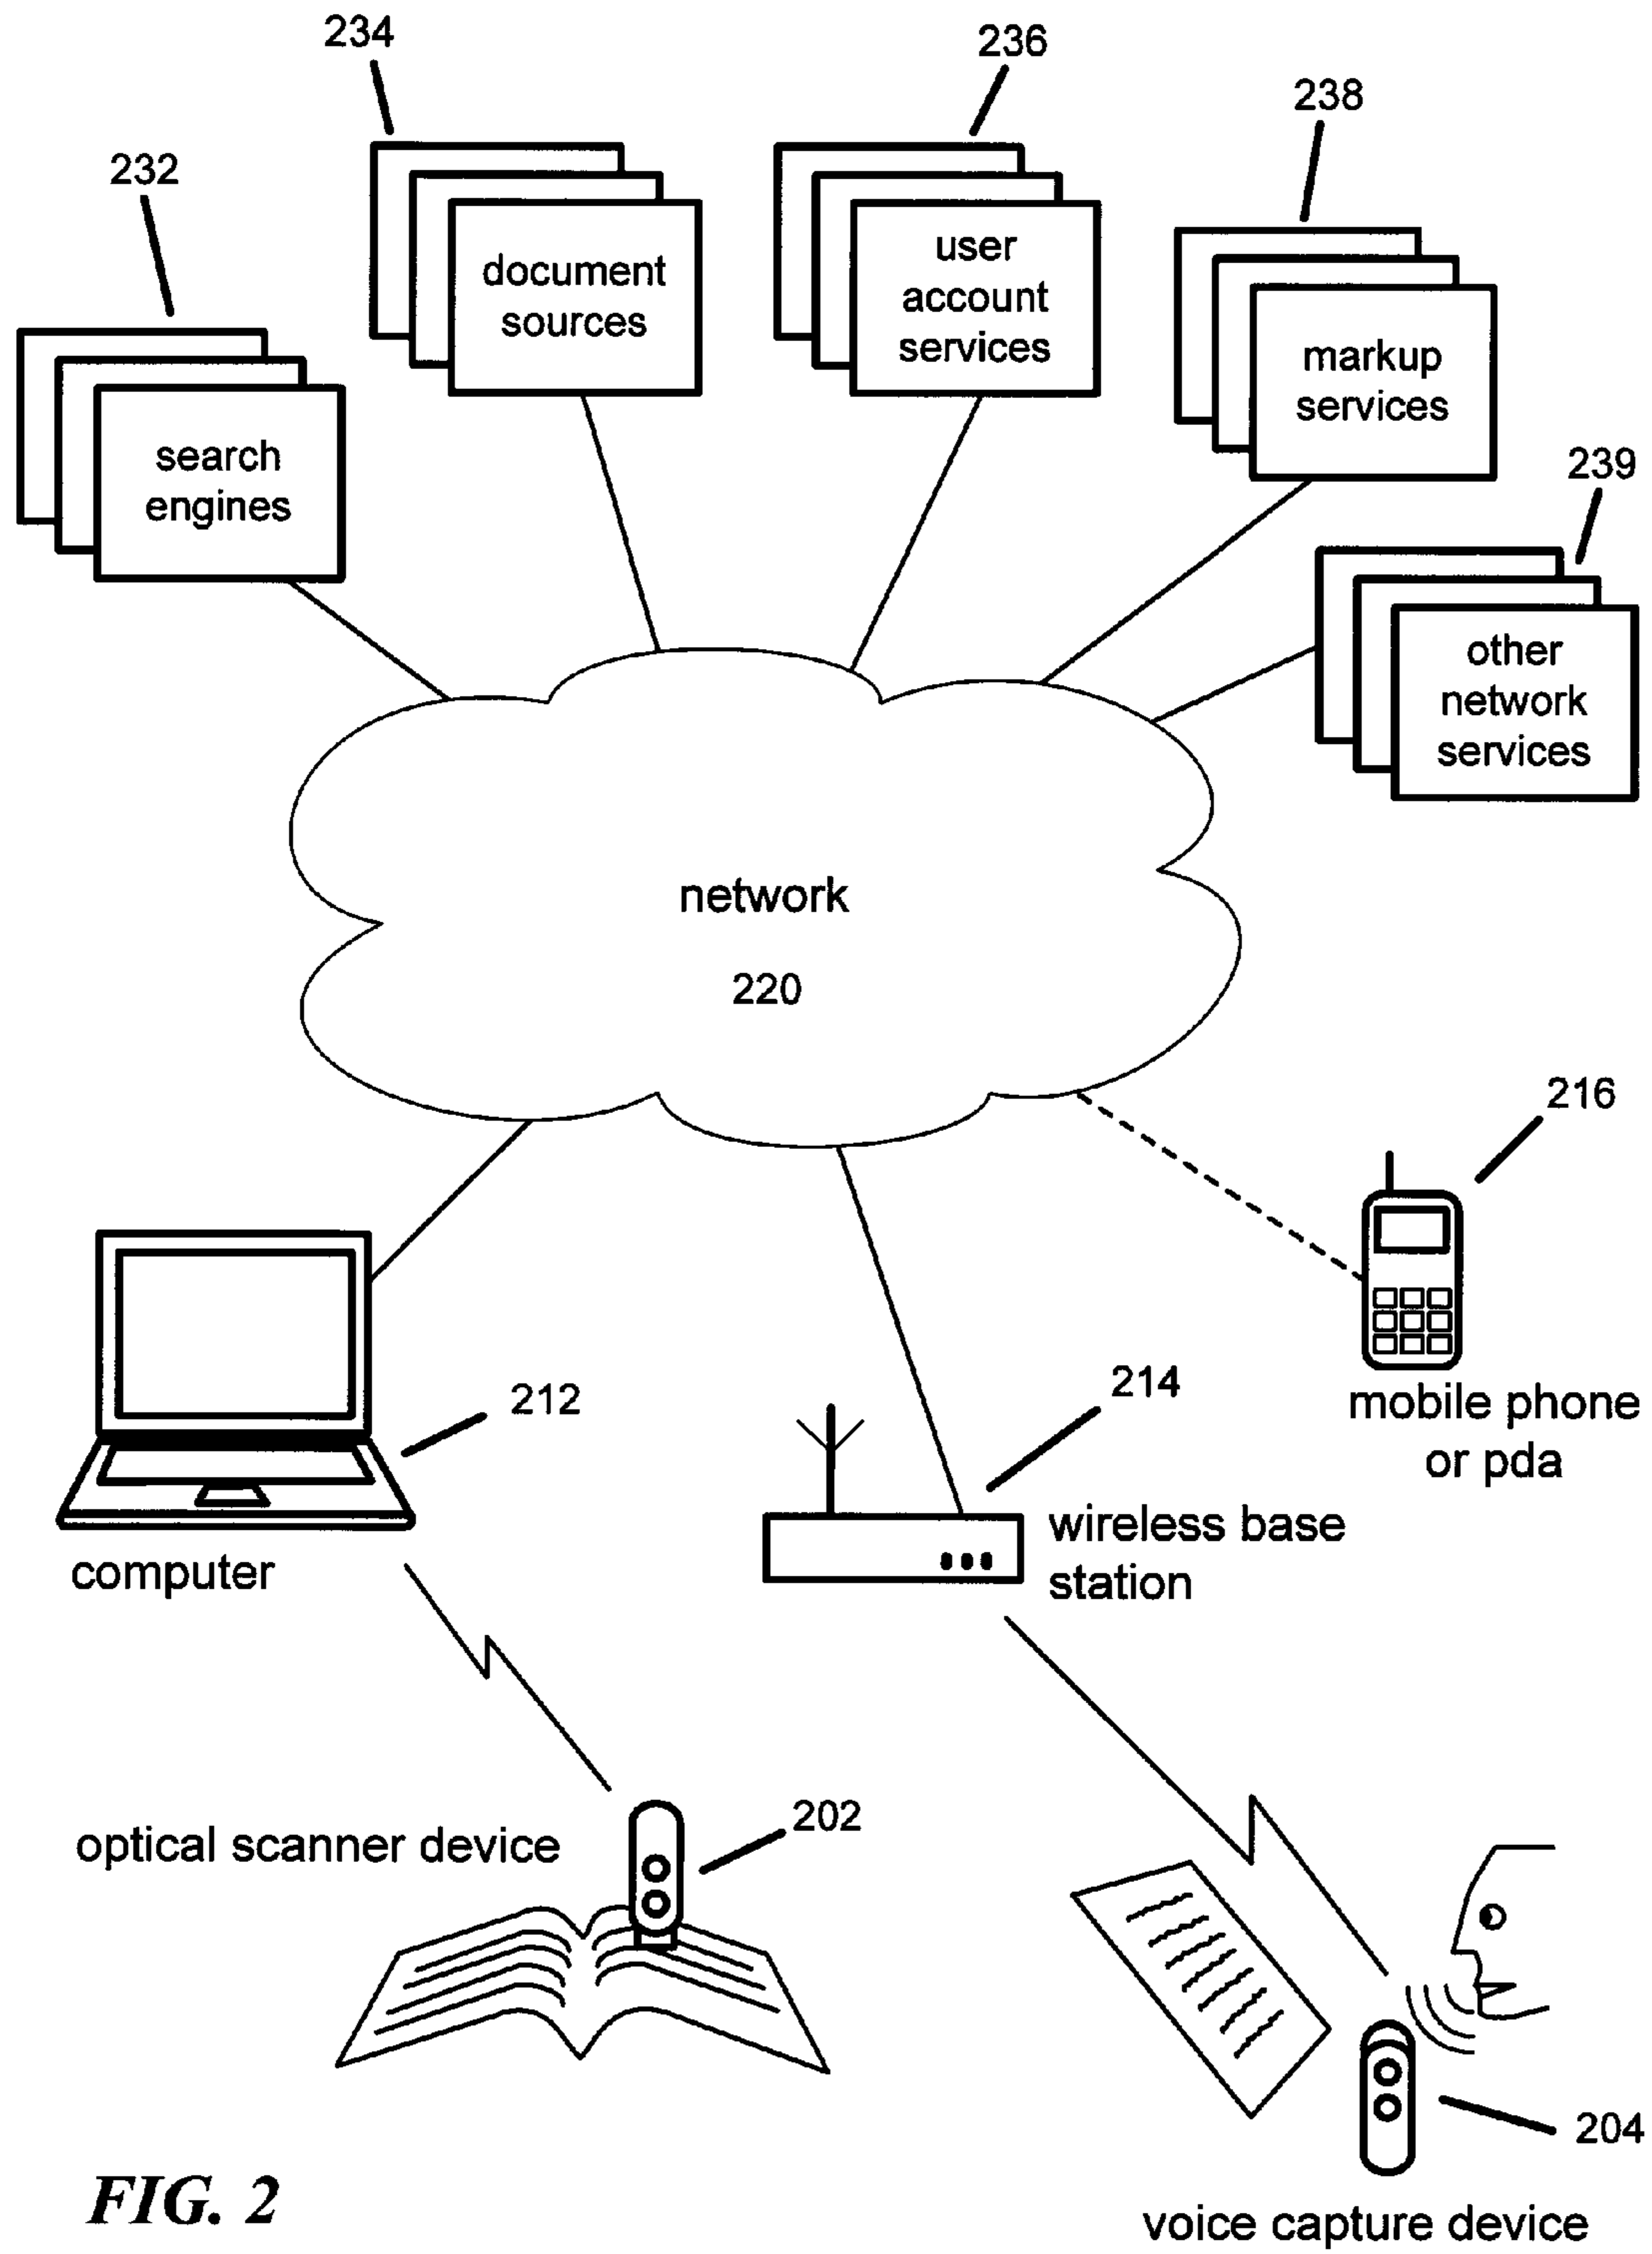 234
236
238
232
document
sources
user
account
services
markup
services
239
search
engines
other
network
services
network
220
216
mobile phone
or pda
212
214
computer
wireless base
station
optical scanner device
202
204
voice capture device
FIG. 2